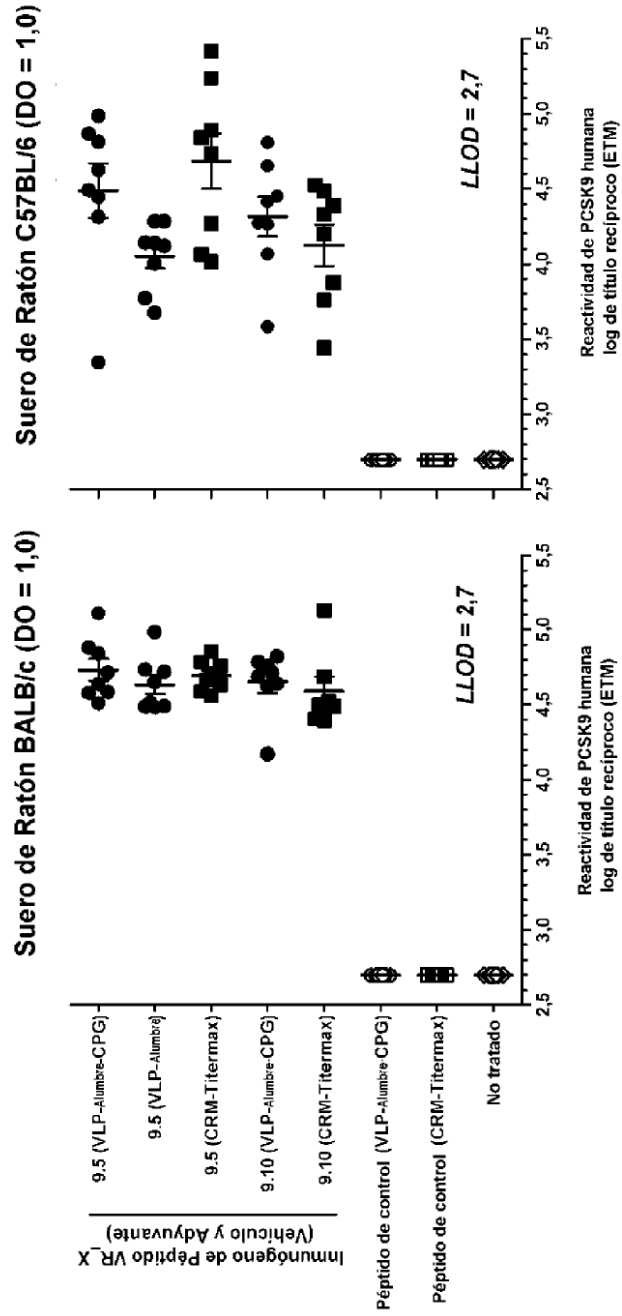 Suero de Ratón BALB/c (DO = 1,0)
Suero de Ratón C57BL/6 (DO = 1,0)
Inmunógeno de Péptido VR_X
(Vehículo y Adyuvante)
9.5 (VLP-Alumbre-CPG)
9.5 (VLP-Alumbre)
9.5 (CRM-Titermax)
9.10 (VLP-Alumbre-CPG)
9.10 (CRM-Titermax)
Péptido de control (VLP-Alumbre-CPG)
Péptido de control (CRM-Titermax)
No tratado
LLOD = 2,7
2,5 3,0 3,5 4,0 4,5 5,0 5,5
Reactividad de PCSK9 humana
log de título recíproco (ETM)
LLOD = 2,7
2,5 3,0 3,5 4,0 4,5 5,0 5,5
Reactividad de PCSK9 humana
log de título recíproco (ETM)